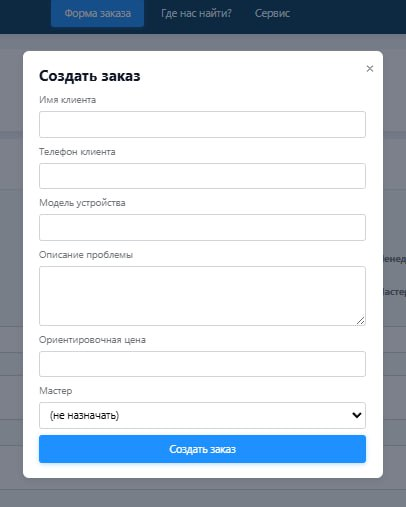 Форма заказа Где нас найти? Сервис
Создать заказ ×
Имя клиента
Телефон клиента
Модель устройства
Описание проблемы
Ориентировочная цена
Мастер
(не назначать)
Создать заказ